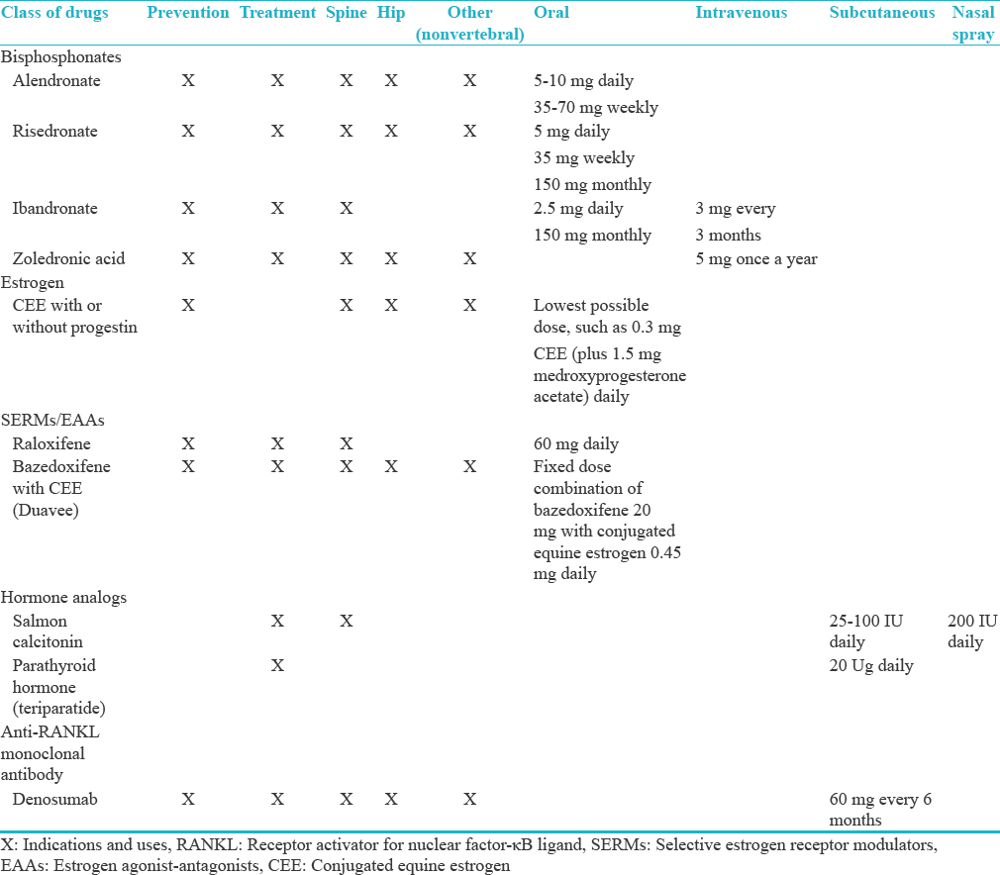 Class of drugs Prevention Treatment Spine Hip Other Oral Intravenous Subcutaneous Nasal
(nonvertebral) spray
Bisphosphonates
Alendronate X X X X X 5-10 mg daily
35-70 mg weekly
Risedronate X X X X X 5 mg daily
35 mg weekly
150 mg monthly
Ibandronate X X X 2.5 mg daily 3 mg every
150 mg monthly 3 months
Zoledronic acid X X X X X 5 mg once a year
Estrogen
CEE with or X X X X Lowest possible
without progestin dose, such as 0.3 mg
CEE (plus 1.5 mg
medroxyprogesterone
acetate) daily
SERMs/EAAs
Raloxifene X X X 60 mg daily
Bazedoxifene X X X X X Fixed dose
with CEE combination of
(Duavee) bazedoxifene 20
mg with conjugated
equine estrogen 0.45
mg daily
Hormone analogs
Salmon X X 25-100 IU 200 IU
calcitonin daily daily
Parathyroid X 20 Ug daily
hormone
(teriparatide)
Anti-RANKL
monoclonal
antibody
Denosumab X X X X X 60 mg every 6
months
X: Indications and uses, RANKL: Receptor activator for nuclear factor-κB ligand, SERMs: Selective estrogen receptor modulators,
EAAs: Estrogen agonist-antagonists, CEE: Conjugated equine estrogen